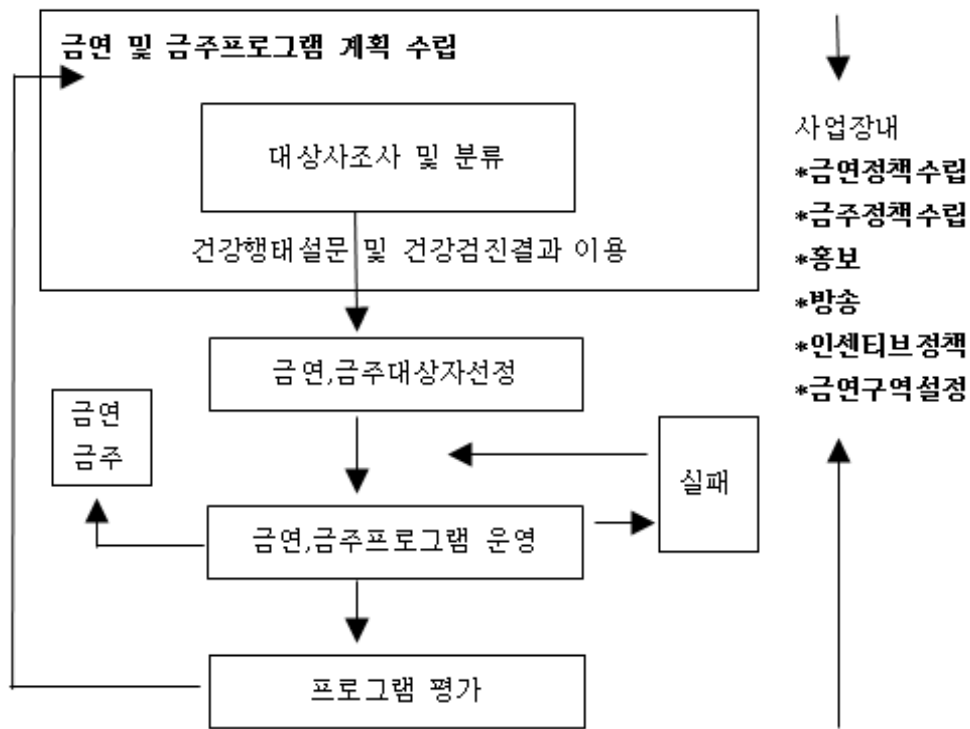 금연 및 금주프로그램 계획 수립
대상사조사 및 분류
건강행태설문 및 건강검진결과 이용
금연,금주대상자선정
금연
금주
실패
금연,금주프로그램 운영
프로그램 평가
사업장내
*금연정책수립
*금주정책수립
*홍보
*방송
*인센티브정책
*금연구역설정